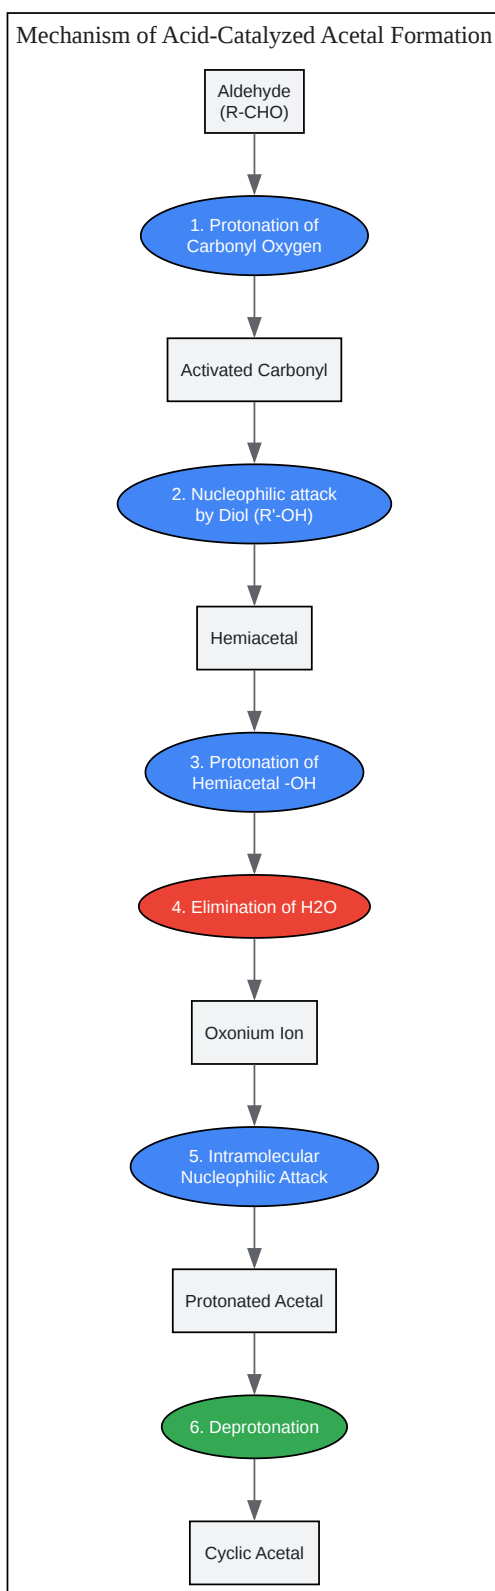 Mechanism of Acid-Catalyzed Acetal Formation
Aldehyde
(R-CHO)
1. Protonation of
Carbonyl Oxygen
Activated Carbonyl
2. Nucleophilic attack
by Diol (R'-OH)
Hemiacetal
3. Protonation of
Hemiacetal -OH
4. Elimination of H2O
Oxonium Ion
5. Intramolecular
Nucleophilic Attack
Protonated Acetal
6. Deprotonation
Cyclic Acetal